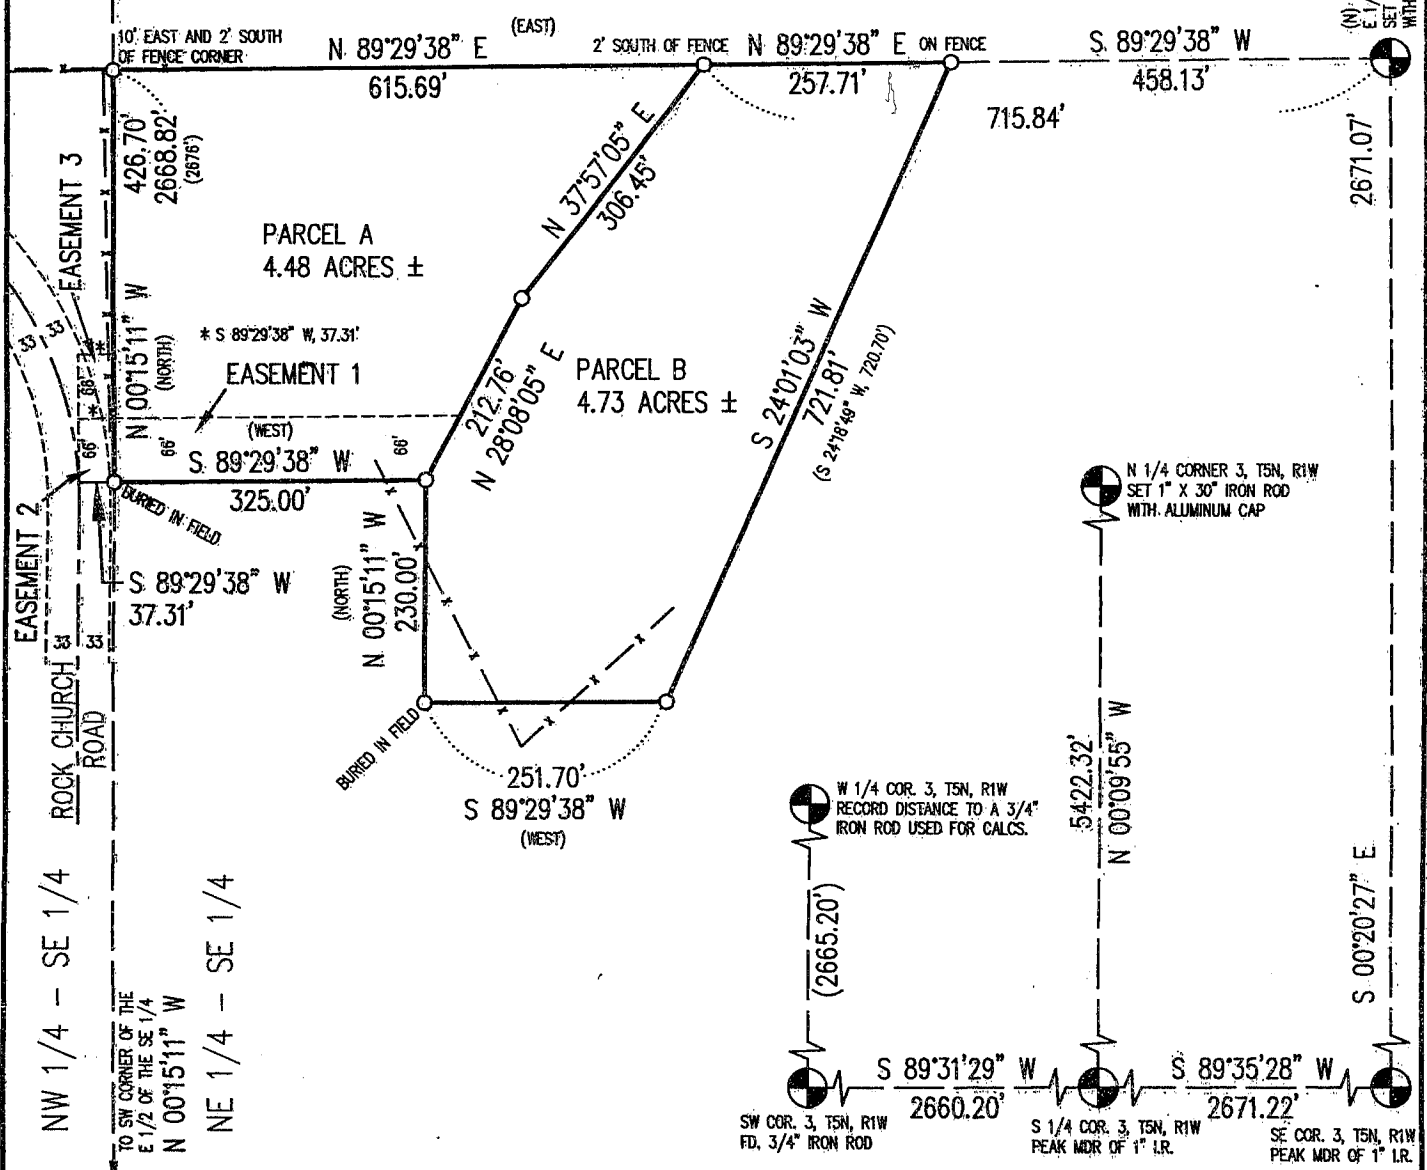 (EAST)
10' EAST AND 2' SOUTH
OF FENCE CORNER
N 89°29'38" E
615.69'
2' SOUTH OF FENCE
N 89°29'38" E
257.71'
ON FENCE
S 89°29'38" W
458.13'
715.84'
(N)
E 1/
SET
WITH
2671.07'
426.70'
2668.82'
(2676')
N 00°15'11" W
(NORTH)
EASEMENT 3
33
33
PARCEL A
4.48 ACRES ±
N 37°57'05" E
306.45'
* S 89°29'38" W, 37.31'
EASEMENT 1
*
68'
*
66'
66'
66'
(WEST)
S 89°29'38" W
325.00'
212.76'
N 28°08'05" E
PARCEL B
4.73 ACRES ±
S 24°01'03" W
721.81'
(S 24°18'49" W, 720.70')
EASEMENT 2
BURIED IN FIELD
S 89°29'38" W
37.31'
33
33
ROCK CHURCH
ROAD
(NORTH)
N 00°15'11" W
230.00'
BURIED IN FIELD
251.70'
S 89°29'38" W
(WEST)
N 1/4 CORNER 3, T5N, R1W
SET 1" X 30" IRON ROD
WITH ALUMINUM CAP
W 1/4 COR. 3, T5N, R1W
RECORD DISTANCE TO A 3/4"
IRON ROD USED FOR CALCS.
5422.32'
N 00°09'55" W
(2665.20')
S 00°20'27" E
NW 1/4 - SE 1/4
TO SW CORNER OF THE
E 1/2 OF THE SE 1/4
N 00°15'11" W
NE 1/4 - SE 1/4
S 89°31'29" W
2660.20'
S 89°35'28" W
2671.22'
SW COR. 3, T5N, R1W
FD. 3/4" IRON ROD
S 1/4 COR. 3, T5N, R1W
PEAK MDR OF 1" I.R.
SE COR. 3, T5N, R1W
PEAK MDR OF 1" I.R.